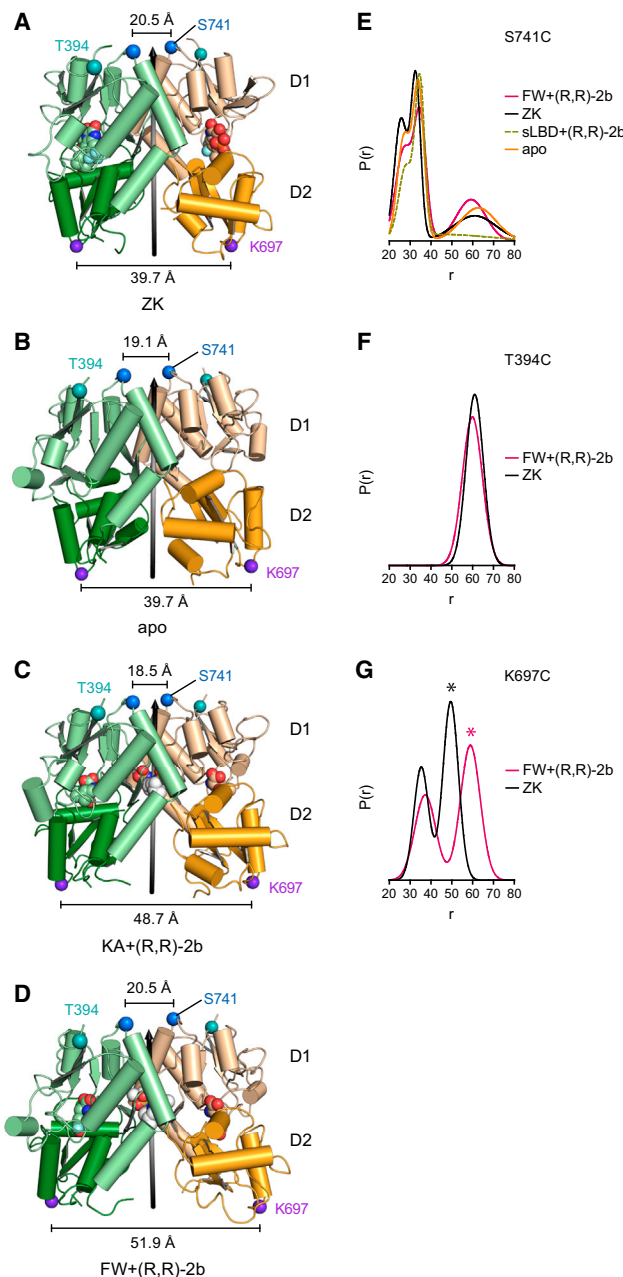 A
20.5 Å
S741
T394
D1
D2
K697
39.7 Å
ZK
B
19.1 Å
T394
S741
D1
D2
K697
39.7 Å
apo
C
18.5 Å
T394
S741
D1
D2
K697
48.7 Å
KA+(R,R)-2b
D
20.5 Å
T394
S741
D1
D2
K697
51.9 Å
FW+(R,R)-2b
E
S741C
P(r)
FW+(R,R)-2b
ZK
sLBD+(R,R)-2b
apo
20 30 40 50 60 70 80
r
F
T394C
P(r)
FW+(R,R)-2b
ZK
20 30 40 50 60 70 80
r
G
K697C
* *
P(r)
FW+(R,R)-2b
ZK
20 30 40 50 60 70 80
r